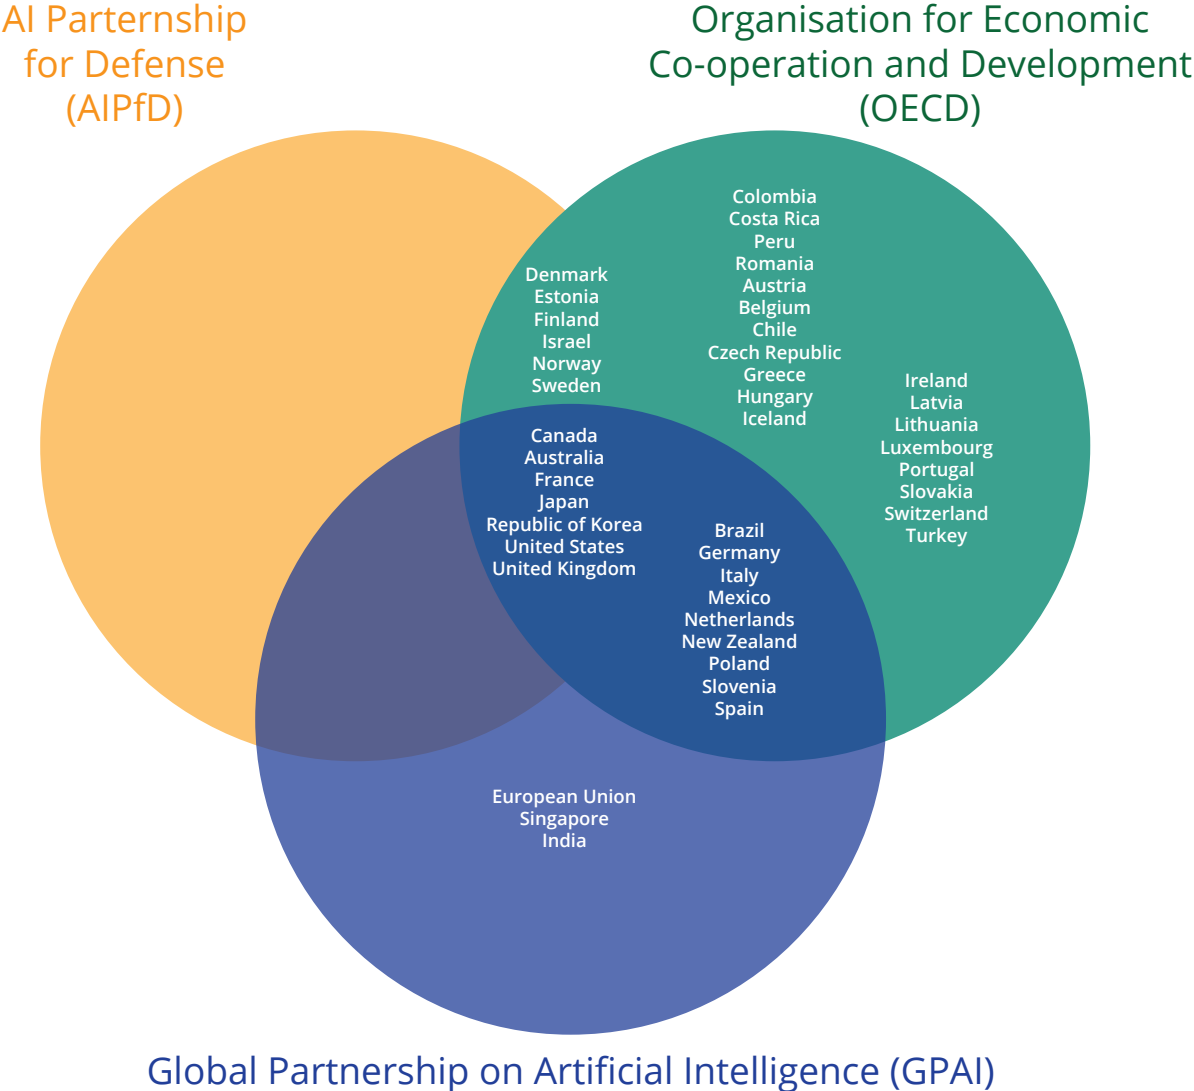 AI Parternship
for Defense
(AIPfD)
Organisation for Economic
Co-operation and Development
(OECD)
Denmark
Estonia
Finland
Israel
Norway
Sweden
Colombia
Costa Rica
Peru
Romania
Austria
Belgium
Chile
Czech Republic
Greece
Hungary
Iceland
Ireland
Latvia
Lithuania
Luxembourg
Portugal
Slovakia
Switzerland
Turkey
Canada
Australia
France
Japan
Republic of Korea
United States
United Kingdom
Brazil
Germany
Italy
Mexico
Netherlands
New Zealand
Poland
Slovenia
Spain
European Union
Singapore
India
Global Partnership on Artificial Intelligence (GPAI)